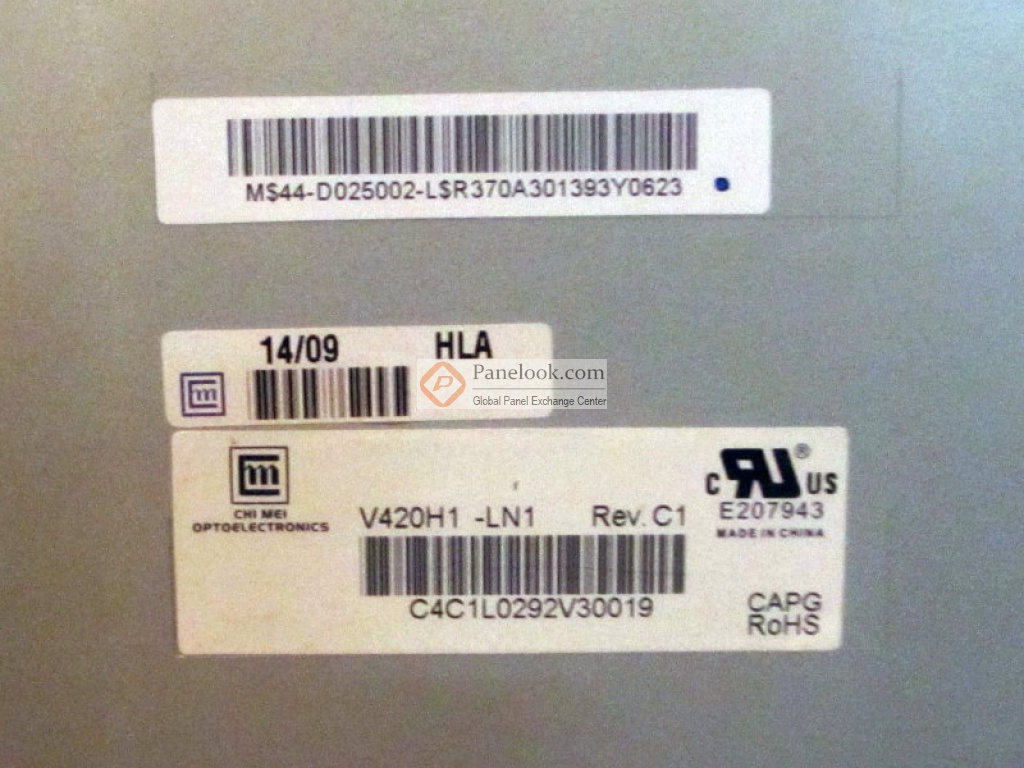 M$44-D025002-L$R370A301393Y0623
14/09 HLA
Panelook.com
Global Panel Exchange Center
CHI MEI
OPTOELECTRONICS
V420H1 -LN1 Rev. C1
C4C1L0292V30019
C RU ® US
E207943
MADE IN CHINA
CAPG
RoHS